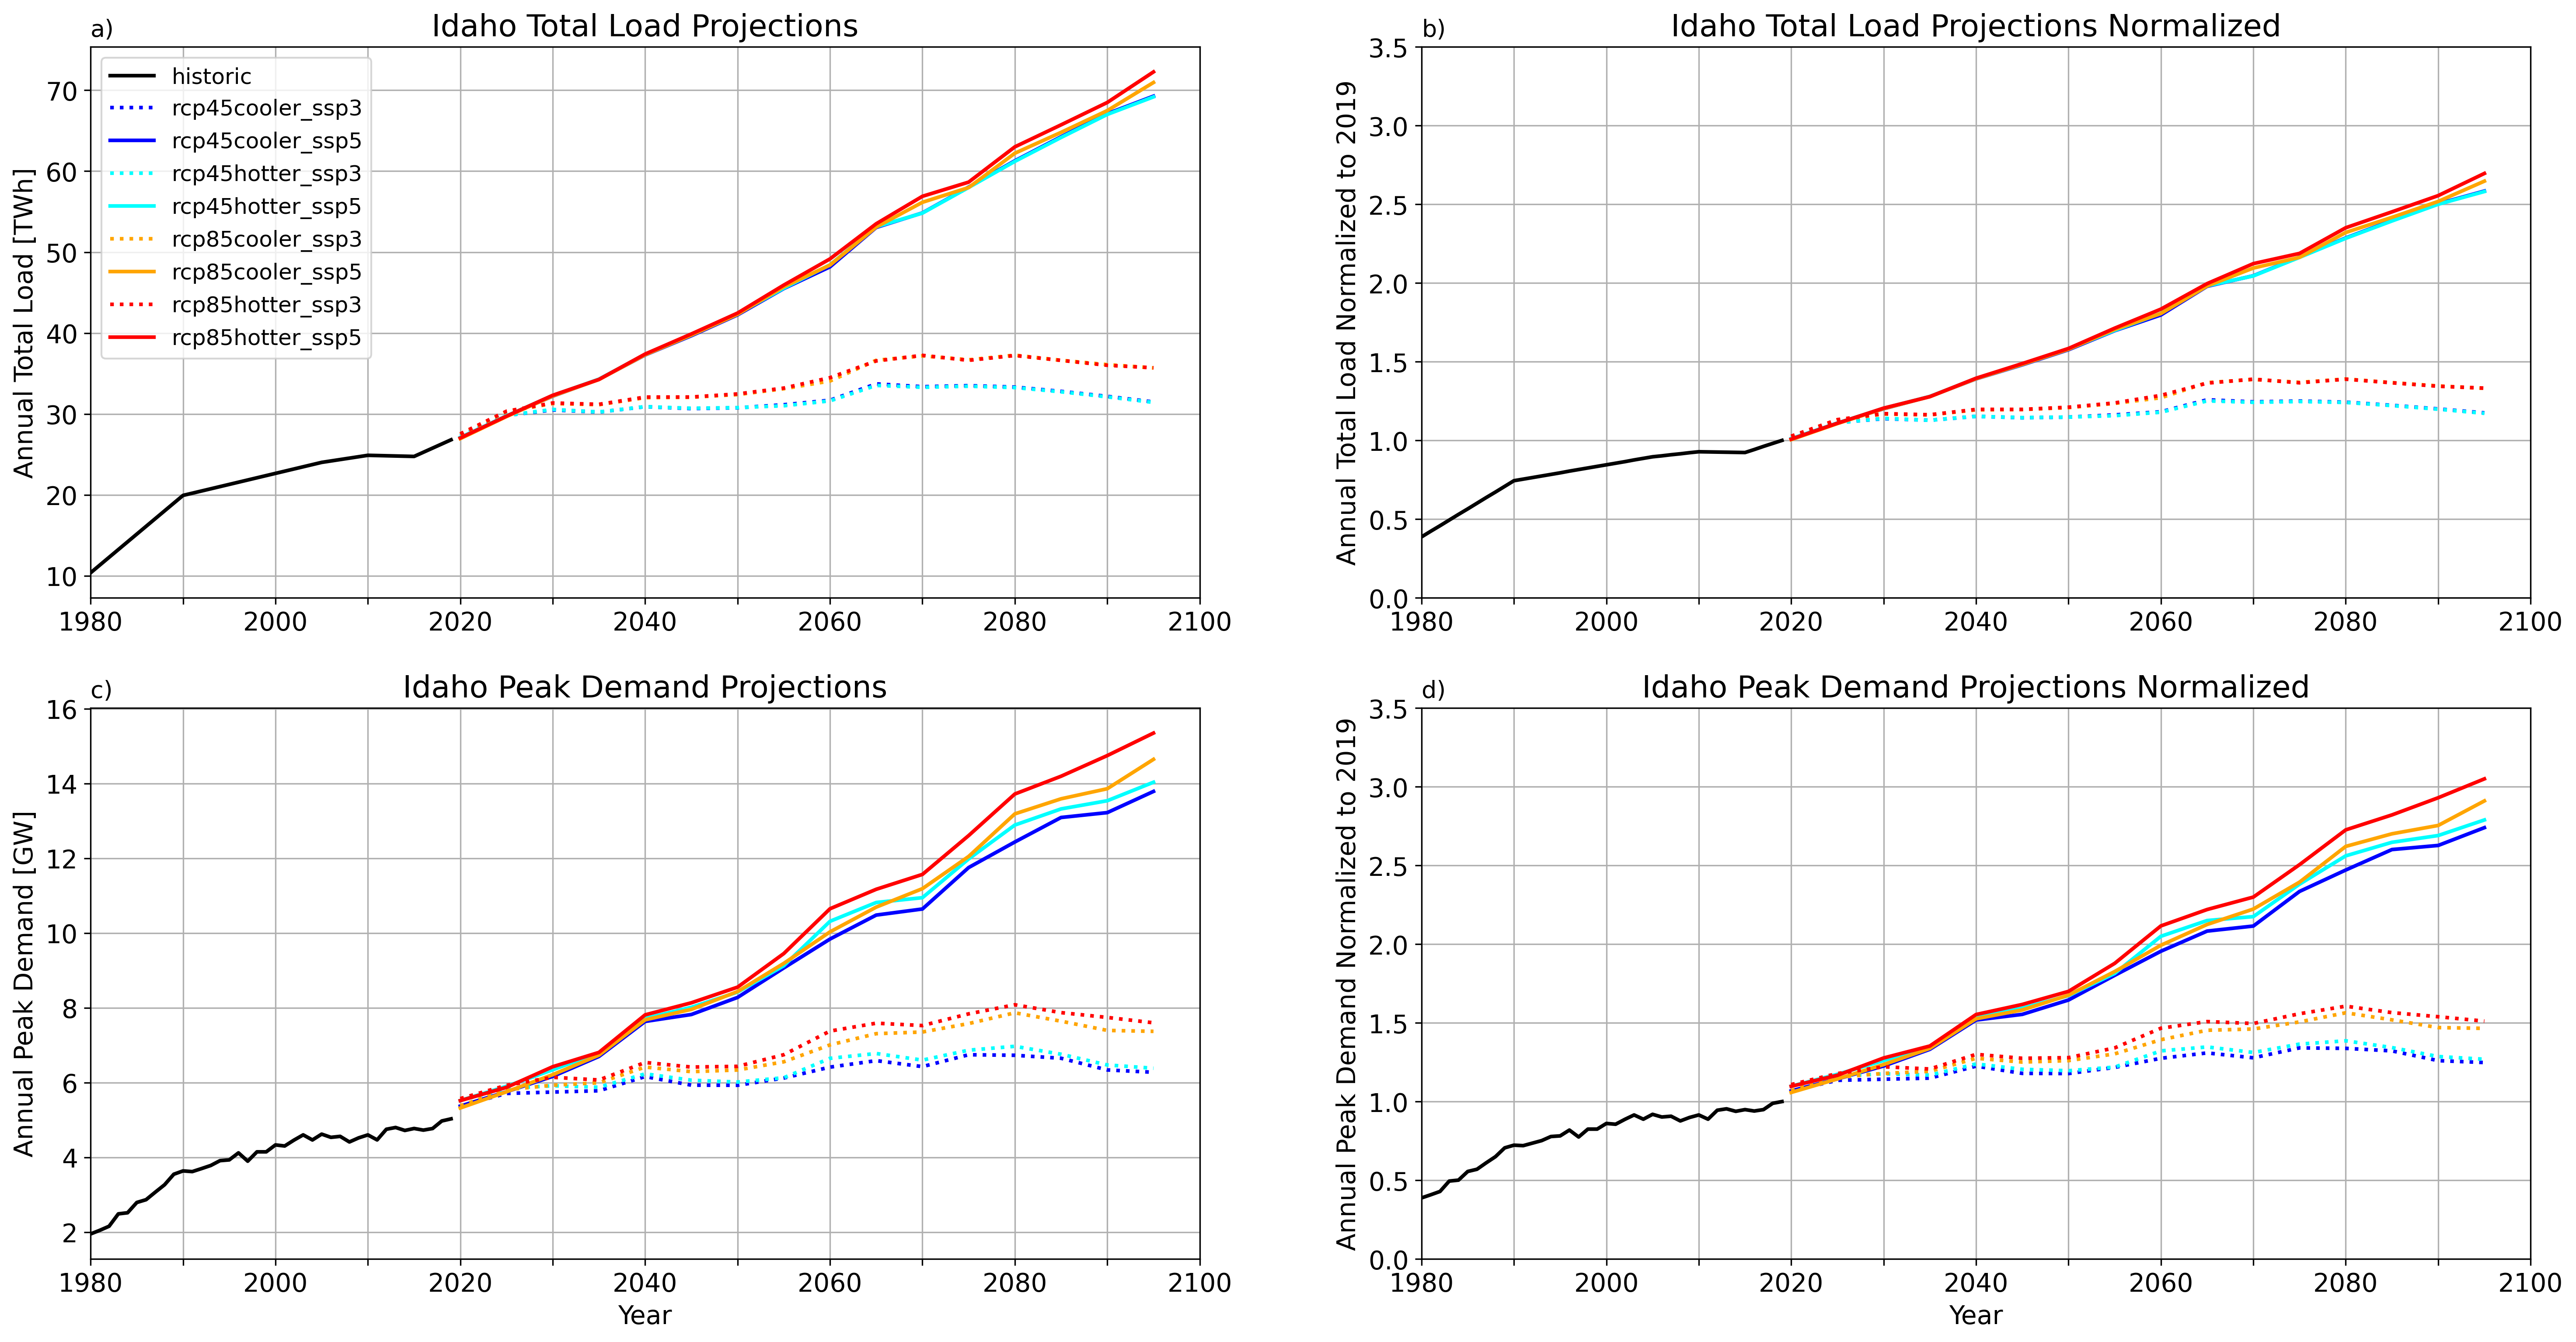 a)
Idaho Total Load Projections
Annual Total Load [TWh]
70
60
50
40
30
20
10
1980 2000 2020 2040 2060 2080 2100
historic
rcp45cooler_ssp3
rcp45cooler_ssp5
rcp45hotter_ssp3
rcp45hotter_ssp5
rcp85cooler_ssp3
rcp85cooler_ssp5
rcp85hotter_ssp3
rcp85hotter_ssp5
b)
Idaho Total Load Projections Normalized
Annual Total Load Normalized to 2019
3.5
3.0
2.5
2.0
1.5
1.0
0.5
0.0
1980 2000 2020 2040 2060 2080 2100
c)
Idaho Peak Demand Projections
Annual Peak Demand [GW]
16
14
12
10
8
6
4
2
1980 2000 2020 2040 2060 2080 2100
Year
d)
Idaho Peak Demand Projections Normalized
Annual Peak Demand Normalized to 2019
3.5
3.0
2.5
2.0
1.5
1.0
0.5
0.0
1980 2000 2020 2040 2060 2080 2100
Year